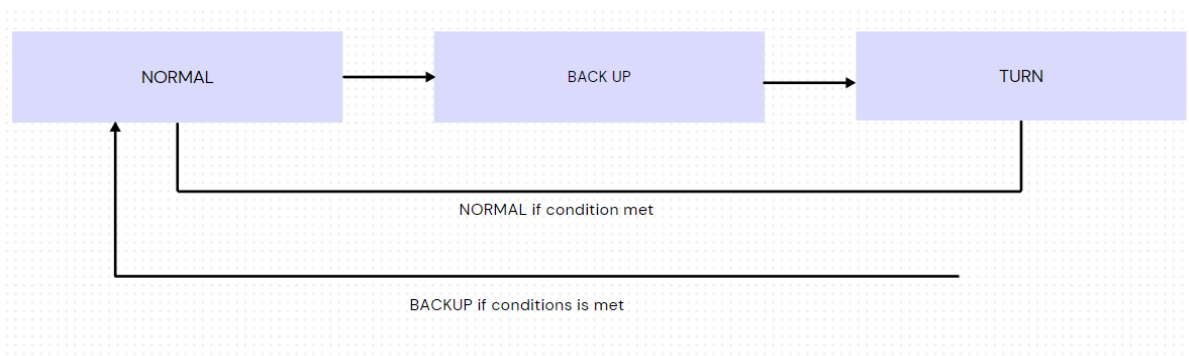 NORMAL
BACK UP
TURN
NORMAL if condition met
BACKUP if conditions is met